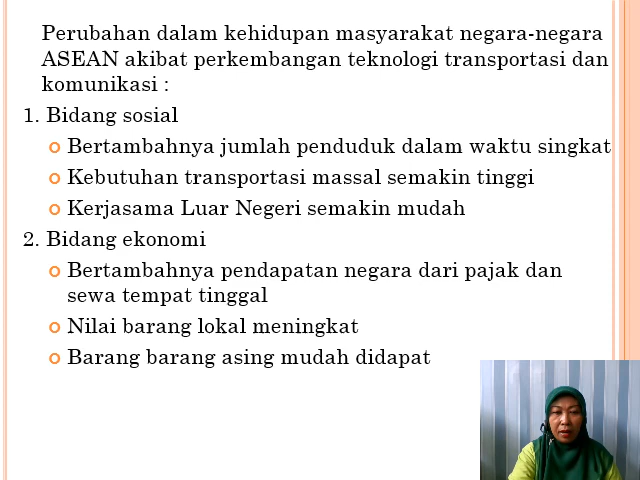 Perubahan dalam kehidupan masyarakat negara-negara
ASEAN akibat perkembangan teknologi transportasi dan
komunikasi :
1. Bidang sosial
Bertambahnya jumlah penduduk dalam waktu singkat
Kebutuhan transportasi massal semakin tinggi
Kerjasama Luar Negeri semakin mudah
2. Bidang ekonomi
Bertambahnya pendapatan negara dari pajak dan
sewa tempat tinggal
Nilai barang lokal meningkat
Barang barang asing mudah didapat